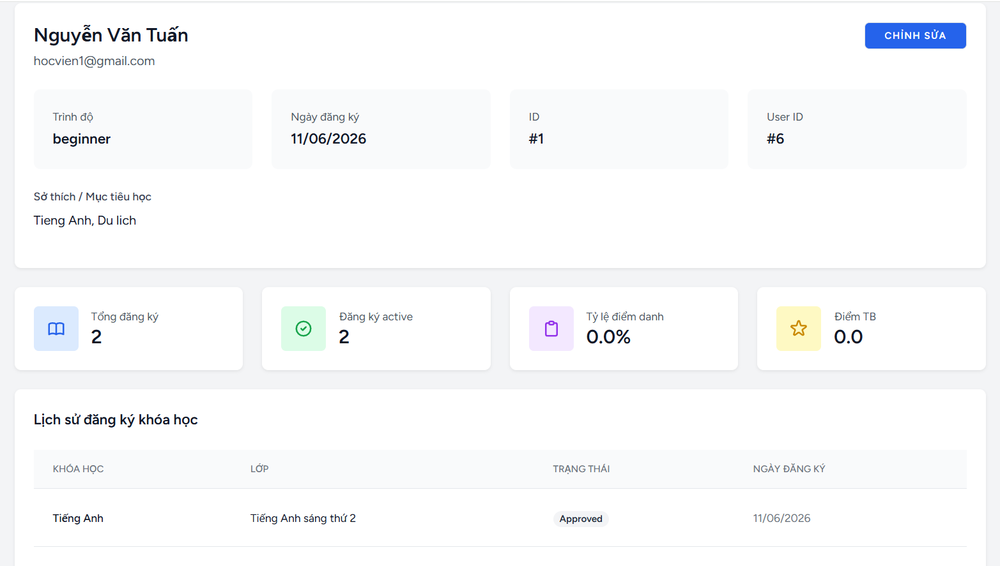 Nguyễn Văn Tuấn
CHỈNH SỬA
hocvien1@gmail.com
Trình độ
beginner
Ngày đăng ký
11/06/2026
ID
#1
User ID
#6
Sở thích / Mục tiêu học
Tieng Anh, Du lich
Tổng đăng ký
2
Đăng ký active
2
Tỷ lệ điểm danh
0.0%
Điểm TB
0.0
Lịch sử đăng ký khóa học
KHÓA HỌC LỚP TRẠNG THÁI NGÀY ĐĂNG KÝ
Tiếng Anh Tiếng Anh sáng thứ 2 Approved 11/06/2026